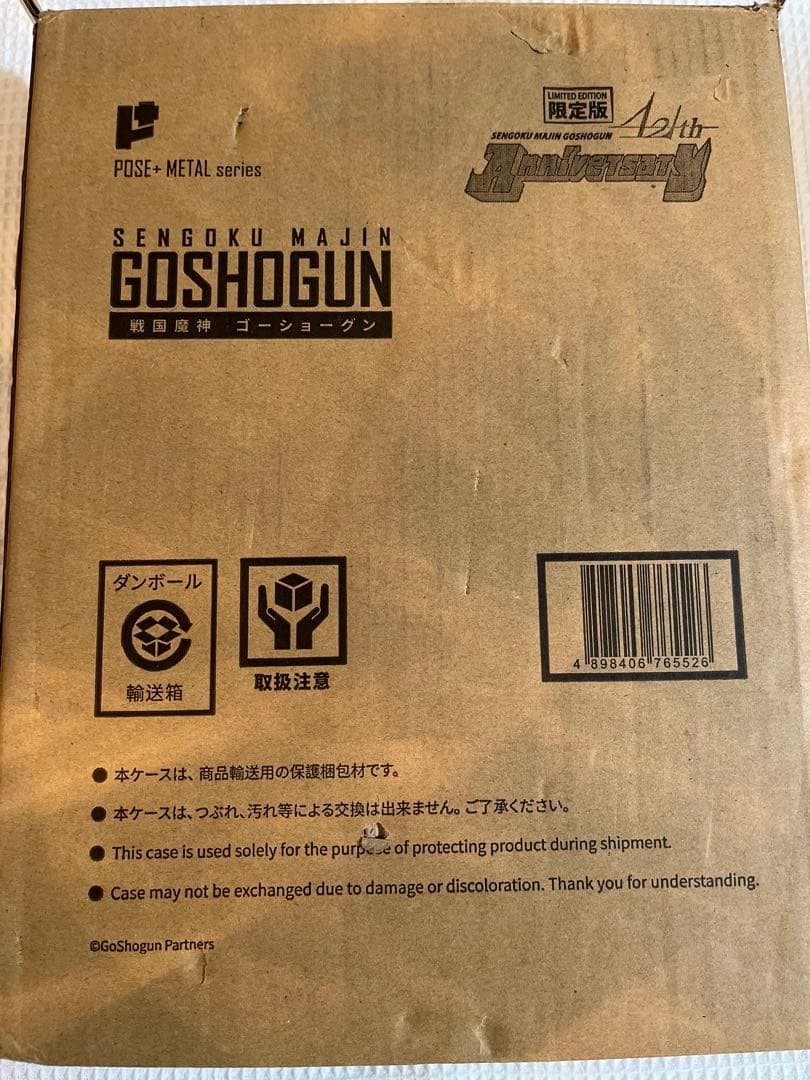 POSE+ METAL series
LIMITED EDITION
限定版
SENGOKU MAJIN GOSHOGUN 42th
Anniversary
SENGOKU MAJIN
GOSHOGUN
戦国魔神 ゴーショーグン
ダンボール
輸送箱
取扱注意
4 898406 765526
●本ケースは、商品輸送用の保護梱包材です。
●本ケースは、つぶれ、汚れ等による交換は出来ません。ご了承ください。
●This case is used solely for the purpose of protecting product during shipment.
●Case may not be exchanged due to damage or discoloration. Thank you for understanding.
©GoShogun Partners